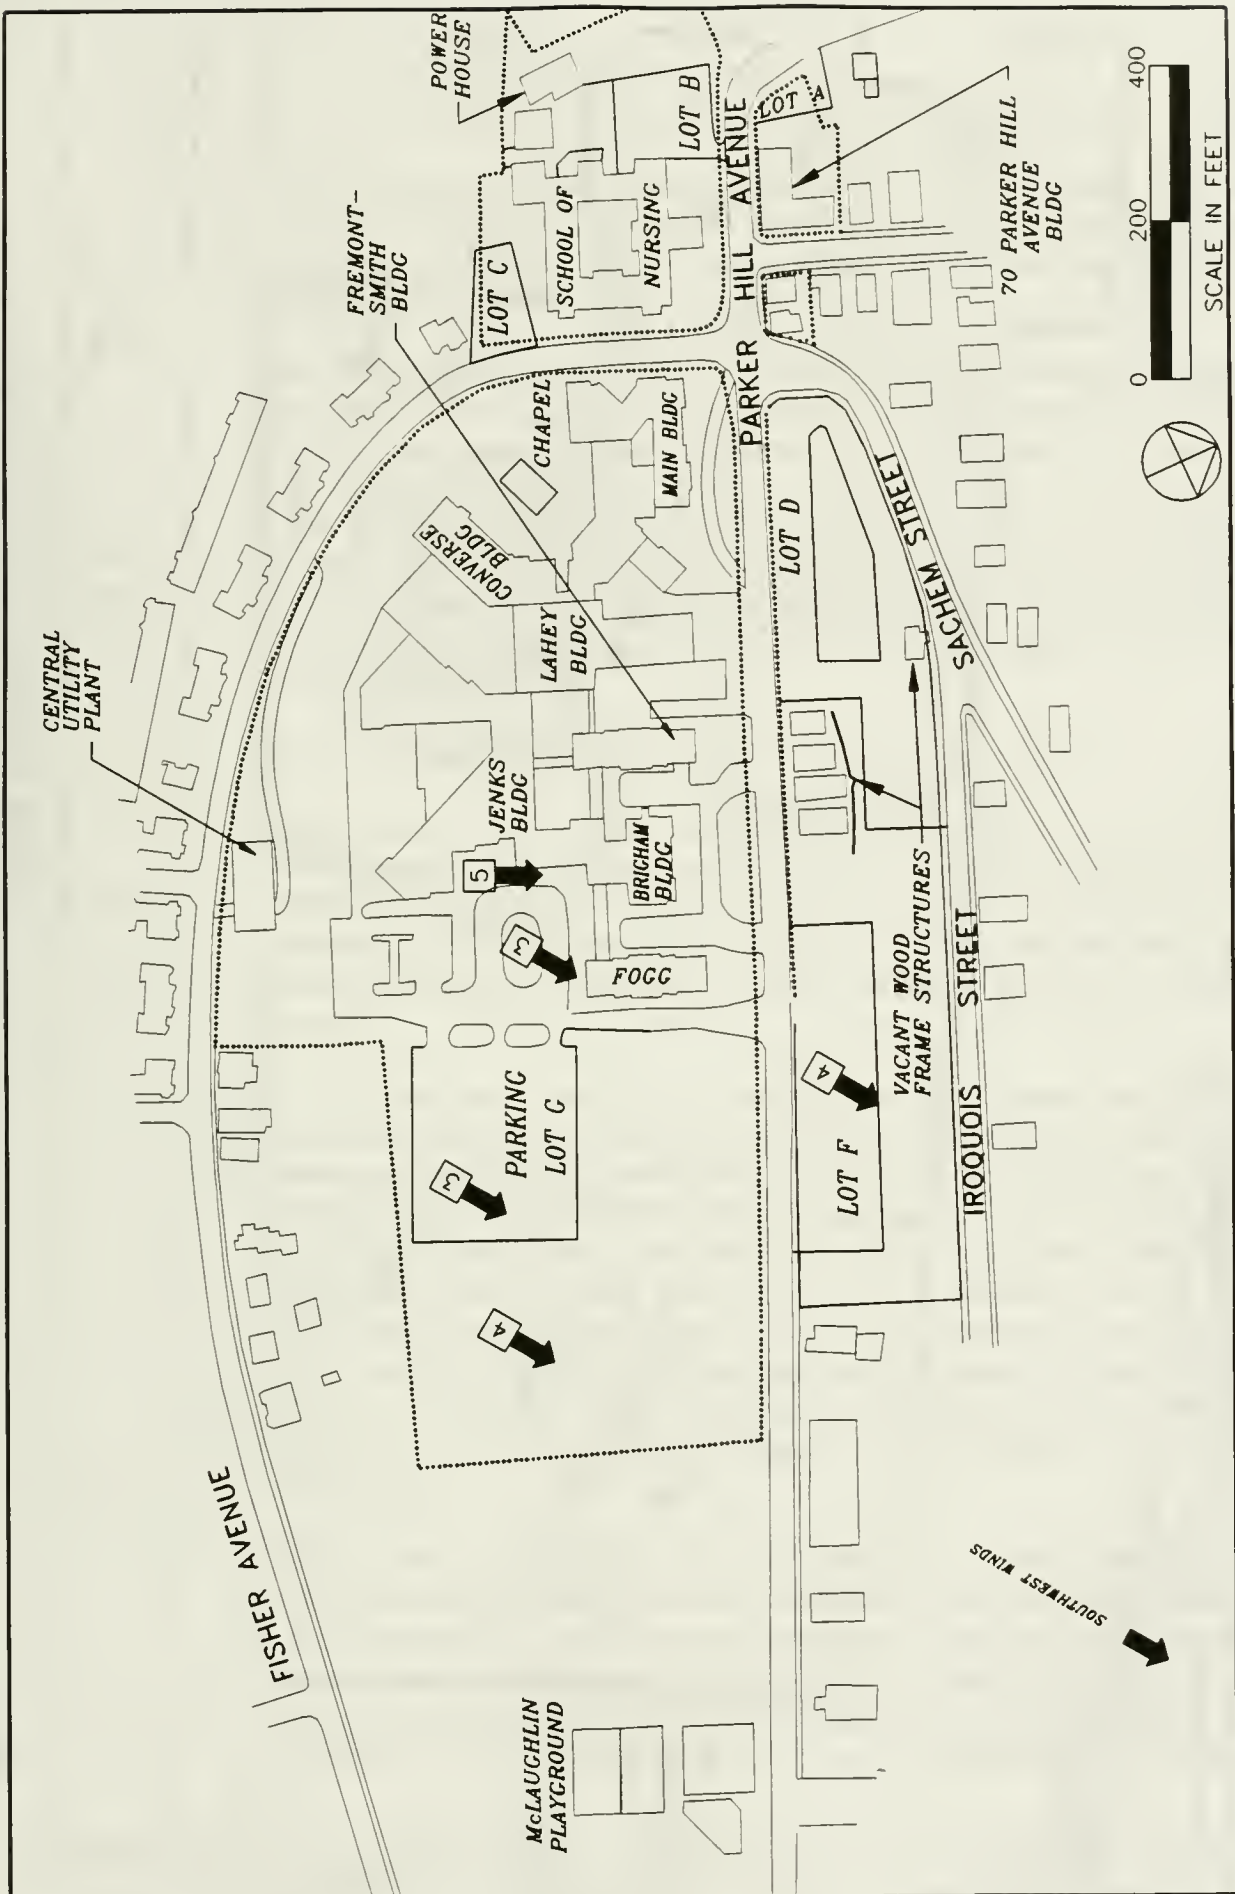 POWER
HOUSE
LOT B
LOT A
PARKER HILL AVENUE
SCHOOL OF
NURSING
LOT C
FREMONT-
SMITH
BLDG
70 PARKER HILL
AVENUE
BLDG
400
200
0
SCALE IN FEET
CHAPEL
MAIN BLDG
CONVERSE
BLDG
LAHEY
BLDG
LOT D
SACHEM STREET
CENTRAL
UTILITY
PLANT
JENKS
BLDG
BRIGHAM
BLDG
5
3
FOGG
VACANT WOOD
FRAME STRUCTURES
IROQUOIS STREET
PARKING
LOT G
3
4
LOT F
4
FISHER AVENUE
McLAUGHLIN
PLAYGROUND
SOUTHWEST WINDS